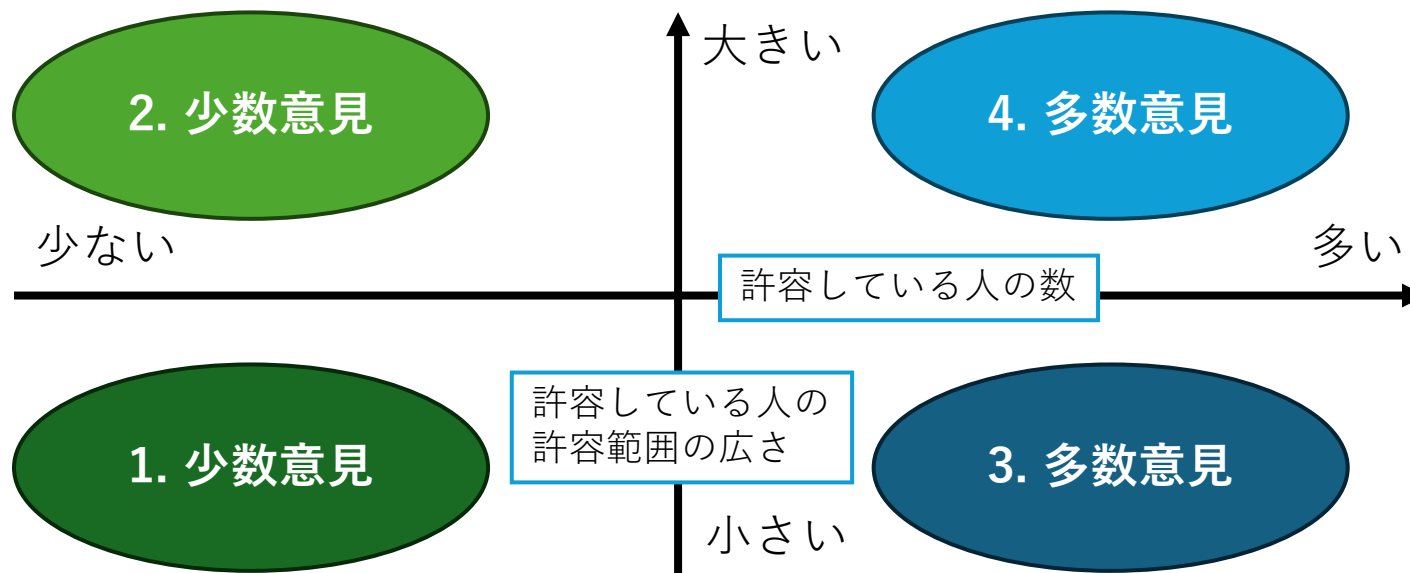 大きい
2. 少数意見
4. 多数意見
少ない
多い
許容している人の数
許容している人の
許容範囲の広さ
1. 少数意見
3. 多数意見
小さい